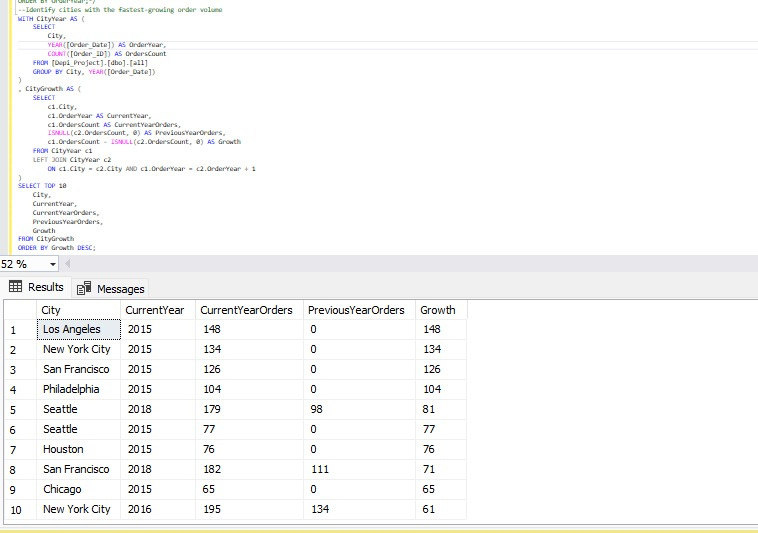 ORDER BY OrderYear;*/
--Identify cities with the fastest-growing order volume
WITH CityYear AS (
SELECT
City,
YEAR([Order_Date]) AS OrderYear,
COUNT([Order_ID]) AS OrdersCount
FROM [Depi_Project].[dbo].[all]
GROUP BY City, YEAR([Order_Date])
)
, CityGrowth AS (
SELECT
c1.City,
c1.OrderYear AS CurrentYear,
c1.OrdersCount AS CurrentYearOrders,
ISNULL(c2.OrdersCount, 0) AS PreviousYearOrders,
c1.OrdersCount - ISNULL(c2.OrdersCount, 0) AS Growth
FROM CityYear c1
LEFT JOIN CityYear c2
ON c1.City = c2.City AND c1.OrderYear = c2.OrderYear + 1
)
SELECT TOP 10
City,
CurrentYear,
CurrentYearOrders,
PreviousYearOrders,
Growth
FROM CityGrowth
ORDER BY Growth DESC;
52 %
Results Messages
City CurrentYear CurrentYearOrders PreviousYearOrders Growth
1 Los Angeles 2015 148 0 148
2 New York City 2015 134 0 134
3 San Francisco 2015 126 0 126
4 Philadelphia 2015 104 0 104
5 Seattle 2018 179 98 81
6 Seattle 2015 77 0 77
7 Houston 2015 76 0 76
8 San Francisco 2018 182 111 71
9 Chicago 2015 65 0 65
10 New York City 2016 195 134 61